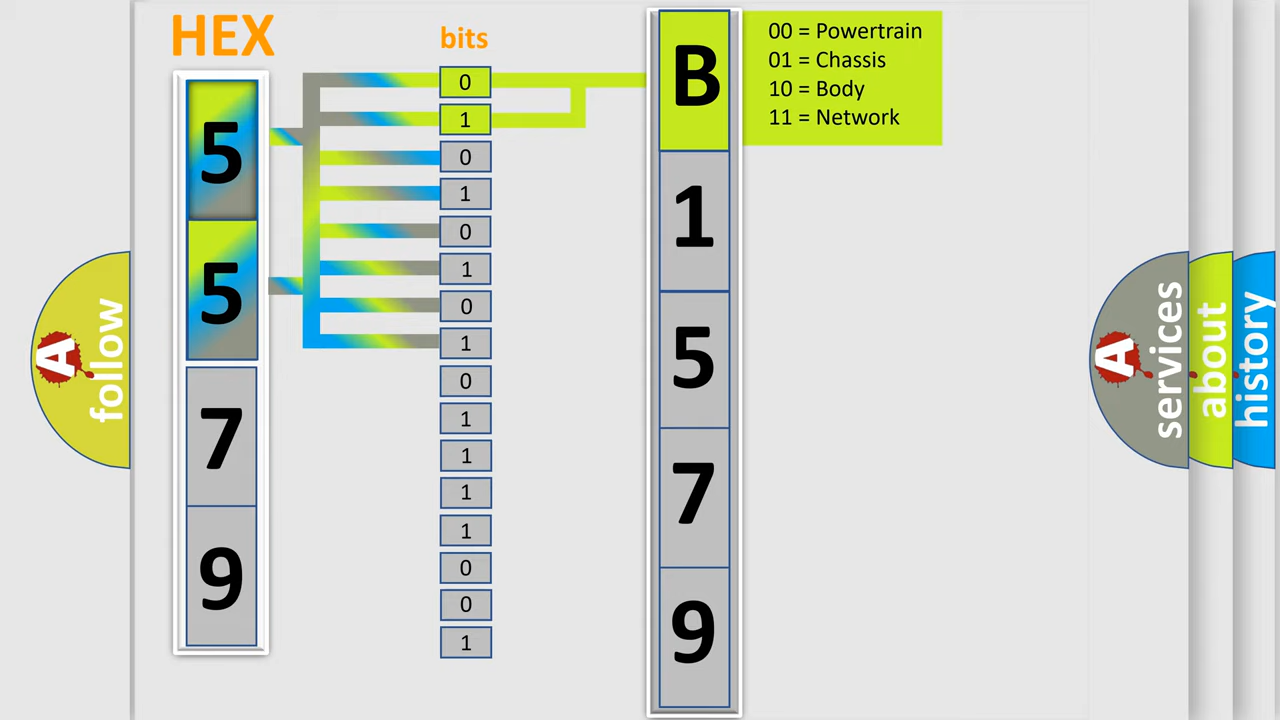 HEX
bits
5
5
7
9
0
1
0
1
0
1
0
1
0
1
1
1
1
0
0
1
B
1
5
7
9
00 = Powertrain
01 = Chassis
10 = Body
11 = Network
A
follow
A
services
about
history